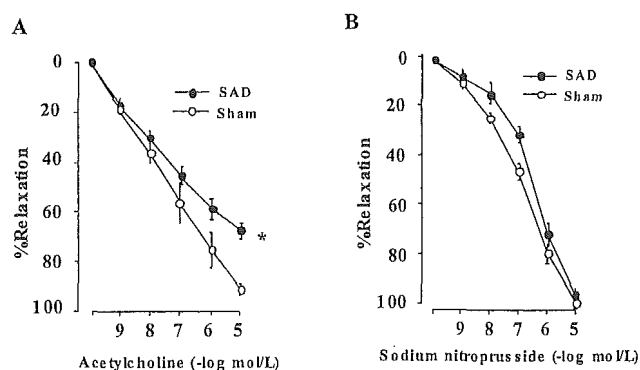 A
0
20
40
60
80
100
%Relaxation
SAD
Sham
*
9 8 7 6 5
Acetylcholine (-log mol/L)
B
0
20
40
60
80
100
%Relaxation
SAD
Sham
9 8 7 6 5
Sodium nitroprusside (-log mol/L)